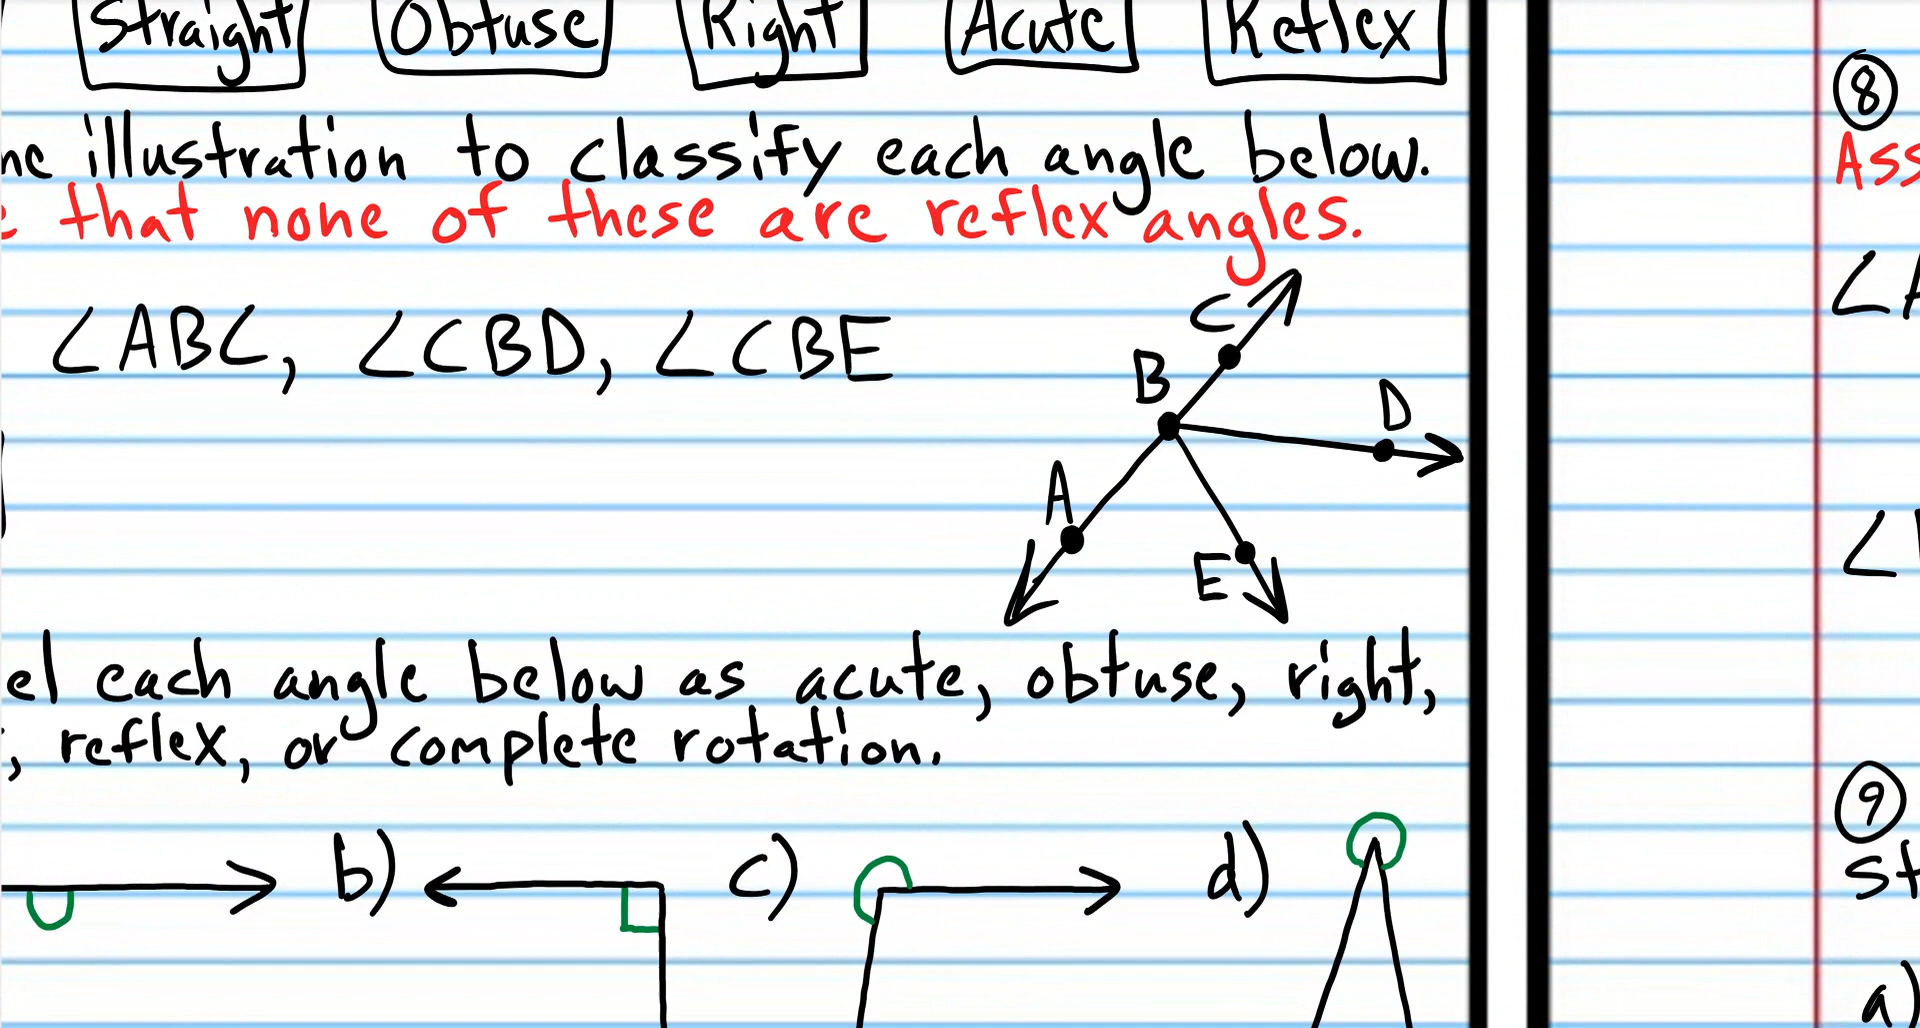 Straight Obtuse Right Acute Reflex
illustration to classify each angle below.
that none of these are reflex angles.
∠ABC, ∠CBD, ∠CBE
C
B
D
A
E
each angle below as acute, obtuse, right,
, reflex, or complete rotation.
b) c) d)
8
∠A
∠
9
a)